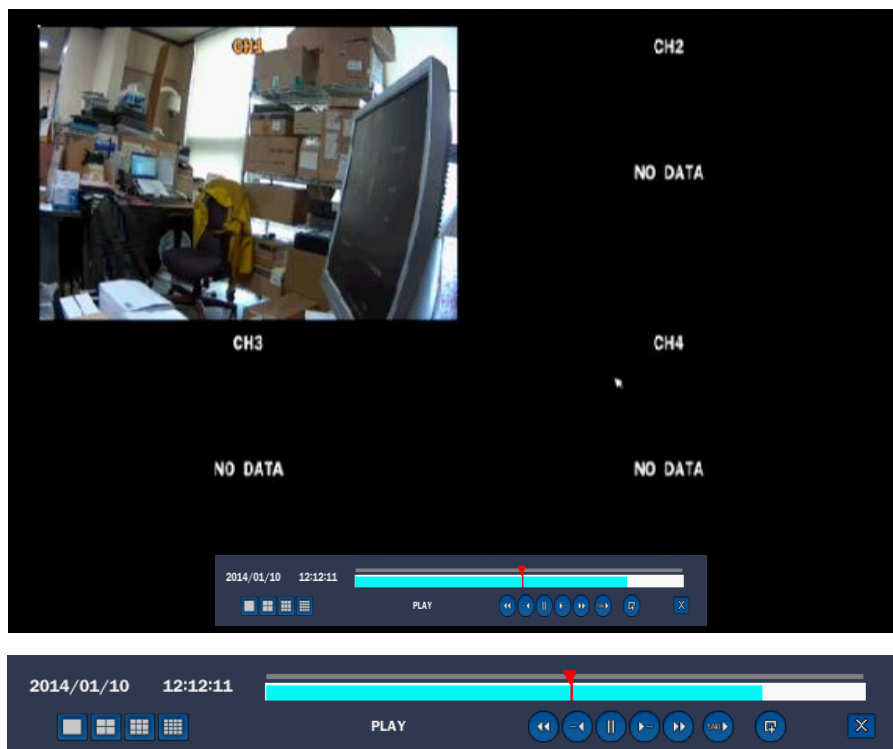 CH1
CH2
NO DATA
CH3
CH4
NO DATA
NO DATA
2014/01/10 12:12:11
PLAY
X
2014/01/10 12:12:11
PLAY
X